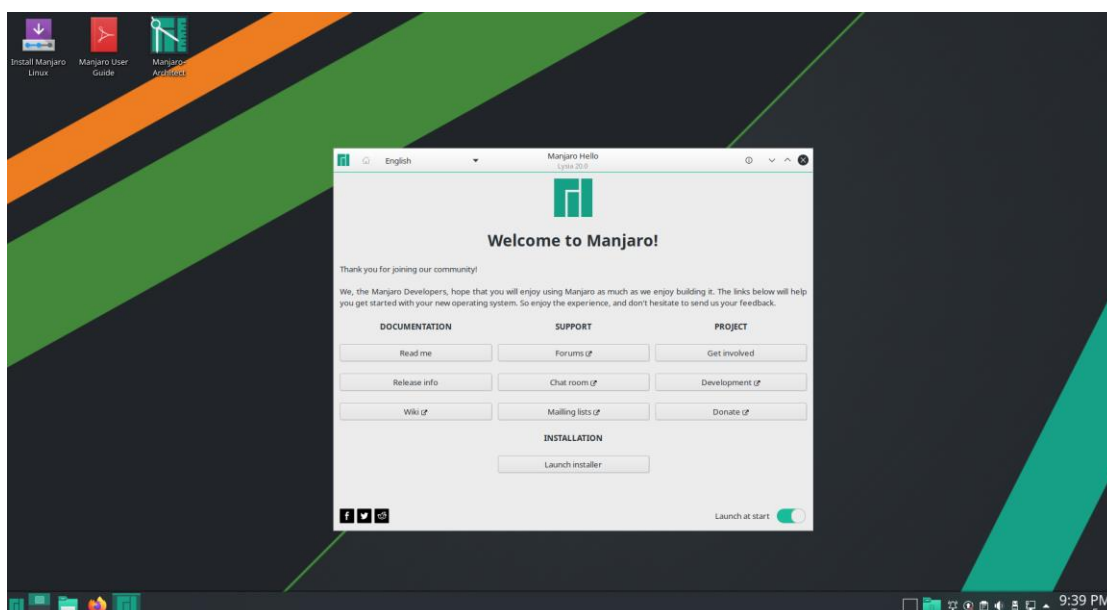 Install Manjaro
Linux
Manjaro User
Guide
Manjaro-
Architect
English
Manjaro Hello
Lysia 20.0
Welcome to Manjaro!
Thank you for joining our community!
We, the Manjaro Developers, hope that you will enjoy using Manjaro as much as we enjoy building it. The links below will help
you get started with your new operating system. So enjoy the experience, and don't hesitate to send us your feedback.
DOCUMENTATION SUPPORT PROJECT
Read me Forums Get involved
Release info Chat room Development
Wiki Mailling lists Donate
INSTALLATION
Launch installer
Launch at start
9:39 PM